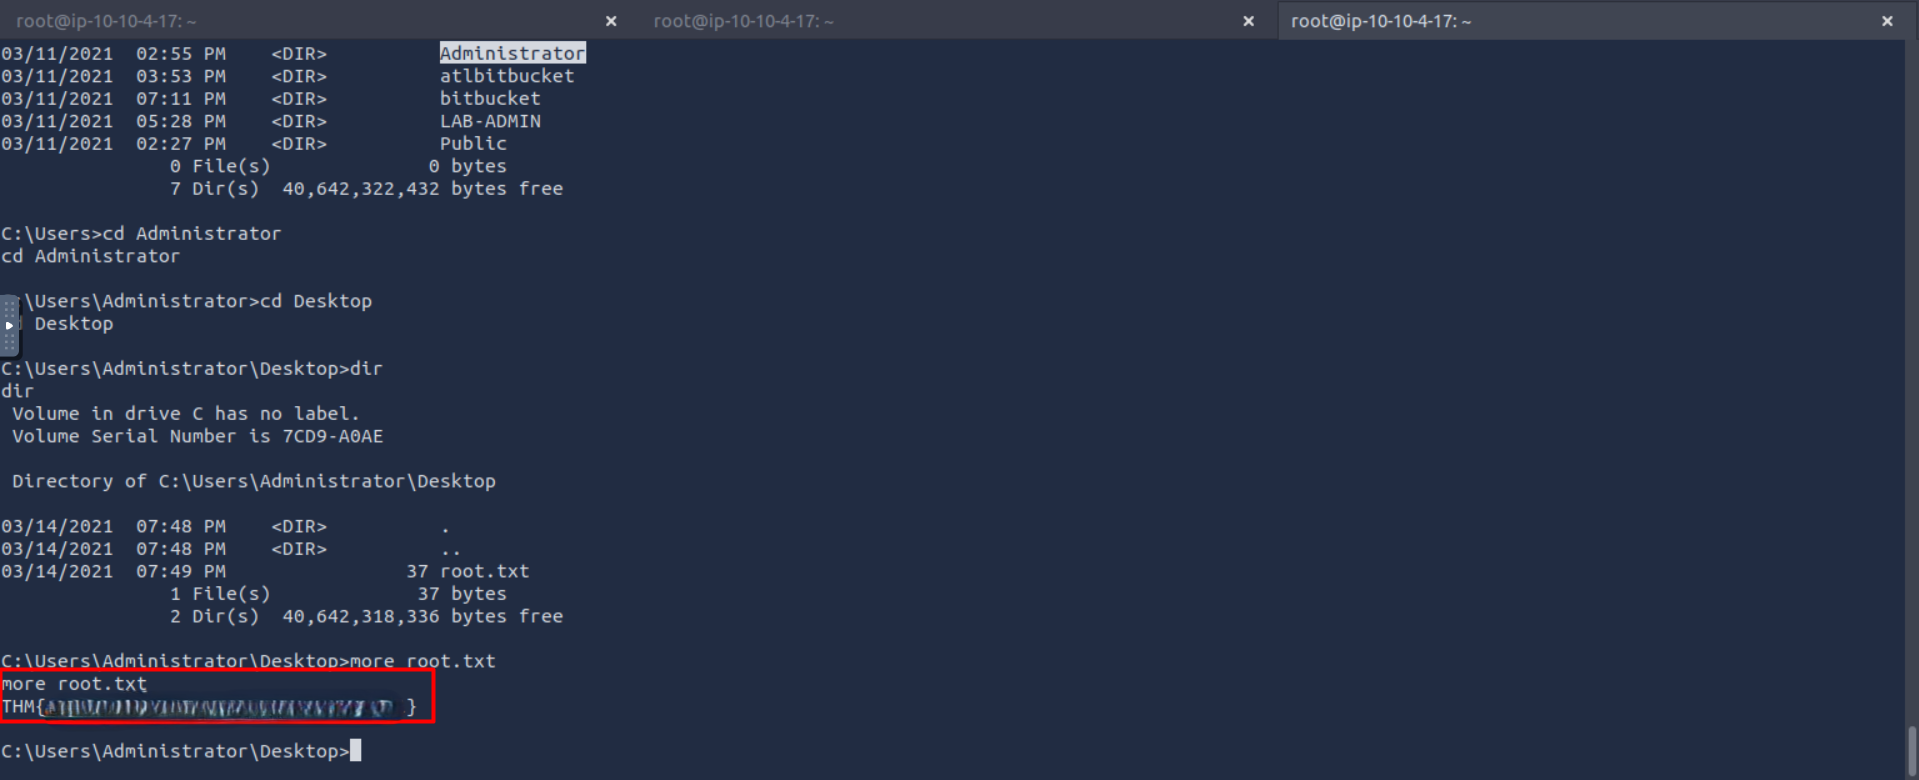 root@ip-10-10-4-17: ~ × root@ip-10-10-4-17: ~ × root@ip-10-10-4-17: ~ ×
03/11/2021  02:55 PM    <DIR>          Administrator
03/11/2021  03:53 PM    <DIR>          atlbitbucket
03/11/2021  07:11 PM    <DIR>          bitbucket
03/11/2021  05:28 PM    <DIR>          LAB-ADMIN
03/11/2021  02:27 PM    <DIR>          Public
               0 File(s)              0 bytes
               7 Dir(s)  40,642,322,432 bytes free
C:\Users>cd Administrator
cd Administrator
:\Users\Administrator>cd Desktop
Desktop
C:\Users\Administrator\Desktop>dir
dir
 Volume in drive C has no label.
 Volume Serial Number is 7CD9-A0AE
 Directory of C:\Users\Administrator\Desktop
03/14/2021  07:48 PM    <DIR>          .
03/14/2021  07:48 PM    <DIR>          ..
03/14/2021  07:49 PM                37 root.txt
               1 File(s)             37 bytes
               2 Dir(s)  40,642,318,336 bytes free
C:\Users\Administrator\Desktop>more root.txt
more root.txt
THM{ }
C:\Users\Administrator\Desktop>